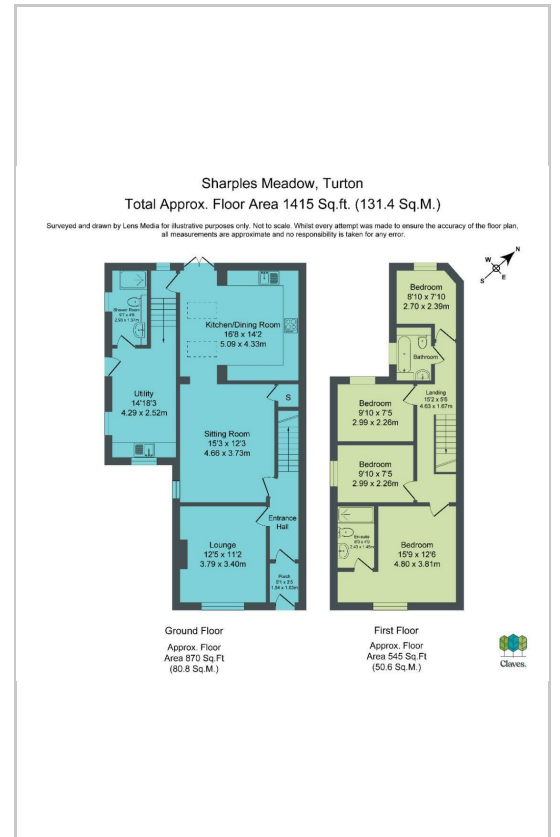 Sharples Meadow, Turton
Total Approx. Floor Area 1415 Sq.ft. (131.4 Sq.M.)
Surveyed and drawn by Lens Media for illustrative purposes only. Not to scale. Whilst every attempt was made to ensure the accuracy of the floor plan,
all measurements are approximate and no responsibility is taken for any error.
N
W
E
S
Shower Room
Kitchen/Dining Room
16'8 x 14'2
5.09 x 4.33m
Utility
14'18'3
4.29 x 2.52m
S
Sitting Room
15'3 x 12'3
4.66 x 3.73m
Entrance
Hall
Lounge
12'5 x 11'2
3.79 x 3.40m
Porch
Bedroom
8'10 x 7'10
2.70 x 2.39m
Bathroom
Landing
15'2 x 5'6
4.63 x 1.67m
Bedroom
9'10 x 7'5
2.99 x 2.26m
Bedroom
9'10 x 7'5
2.99 x 2.26m
En-suite
Bedroom
15'9 x 12'6
4.80 x 3.81m
Ground Floor
Approx. Floor
Area 870 Sq.Ft
(80.8 Sq.M.)
First Floor
Approx. Floor
Area 545 Sq.Ft
(50.6 Sq.M.)
Claves.